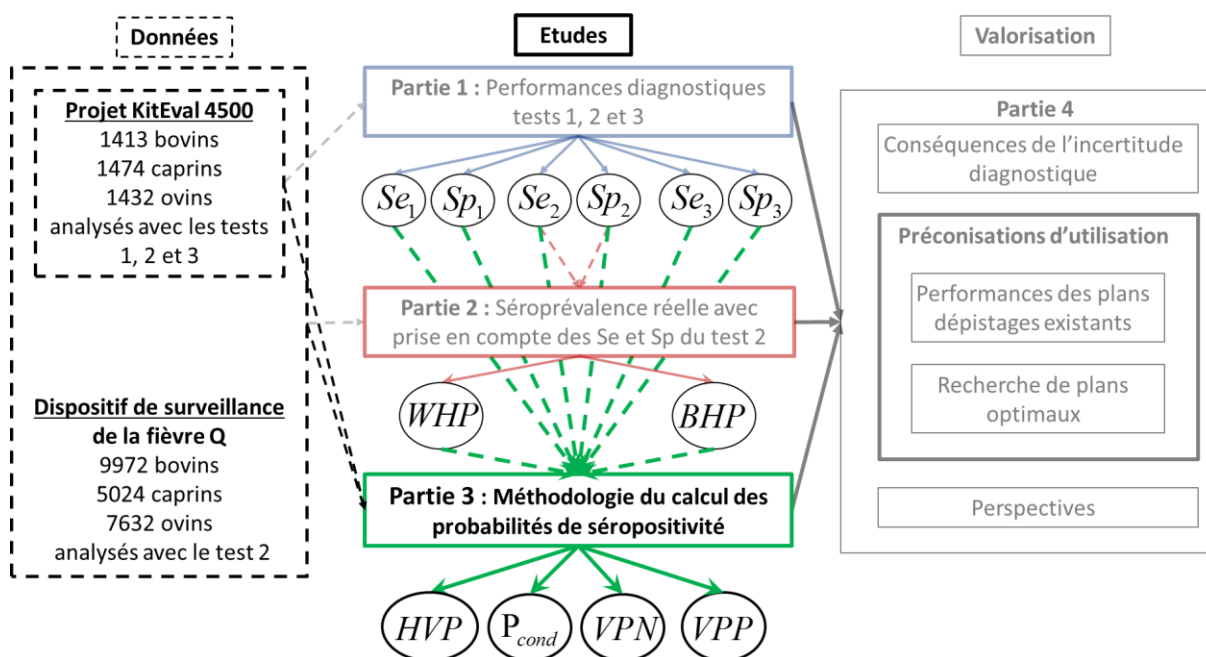 Données
Projet KitEval 4500
1413 bovins
1474 caprins
1432 ovins
analysés avec les tests
1, 2 et 3
Dispositif de surveillance
de la fièvre Q
9972 bovins
5024 caprins
7632 ovins
analysés avec le test 2
Etudes
Partie 1 : Performances diagnostiques
tests 1, 2 et 3
Se1 Sp1 Se2 Sp2 Se3 Sp3
Partie 2 : Séroprévalence réelle avec
prise en compte des Se et Sp du test 2
WHP BHP
Partie 3 : Méthodologie du calcul des
probabilités de séropositivité
HVP Pcond VPN VPP
Valorisation
Partie 4
Conséquences de l’incertitude
diagnostique
Préconisations d’utilisation
Performances des plans
dépistages existants
Recherche de plans
optimaux
Perspectives